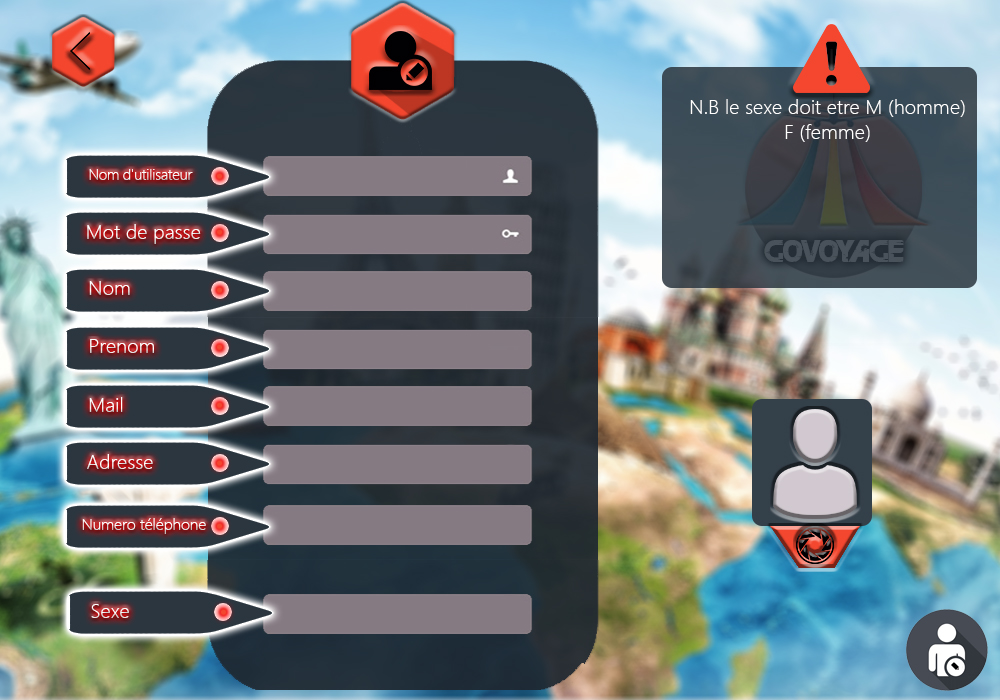 N.B le sexe doit etre M (homme)
F (femme)
GOVOYAGE
Nom d'utilisateur
Mot de passe
Nom
Prenom
Mail
Adresse
Numero téléphone
Sexe